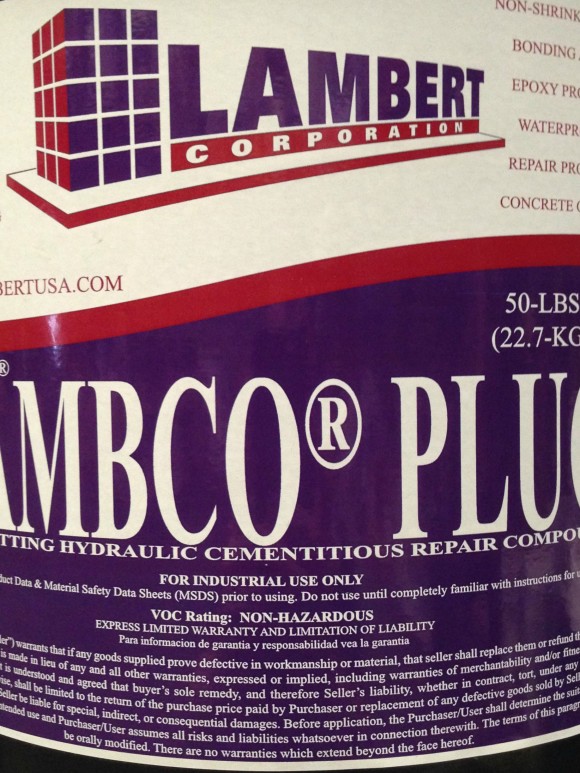 LAMBERT
CORPORATION
NON-SHRINK
BONDING
EPOXY PRO
WATERPR
REPAIR PRO
CONCRETE
BERTUSA.COM
50-LBS
(22.7-KG
®
AMBCO® PLUG
TTING HYDRAULIC CEMENTITIOUS REPAIR COMPOU
FOR INDUSTRIAL USE ONLY
duct Data & Material Safety Data Sheets (MSDS) prior to using. Do not use until completely familiar with instructions for u
VOC Rating: NON-HAZARDOUS
EXPRESS LIMITED WARRANTY AND LIMITATION OF LIABILITY
Para informacion de garantia y responsabilidad vea la garantia
ler") warrants that if any goods supplied prove defective in workmanship or material, that seller shall replace them or refund th
is made in lieu of any and all other warranties, expressed or implied, including warranties of merchantability and/or fitne
t is understood and agreed that buyer's sole remedy, and therefore Seller's liability, whether in contract, tort, under any
ise, shall be limited to the return of the purchase price paid by Purchaser or replacement of any defective goods sold by Sell
Seller be liable for special, indirect, or consequential damages. Before application, the Purchaser/User shall determine the suit
ntended use and Purchaser/User assumes all risks and liabilities whatsoever in connection therewith. The terms of this paragr
be orally modified. There are no warranties which extend beyond the face hereof.